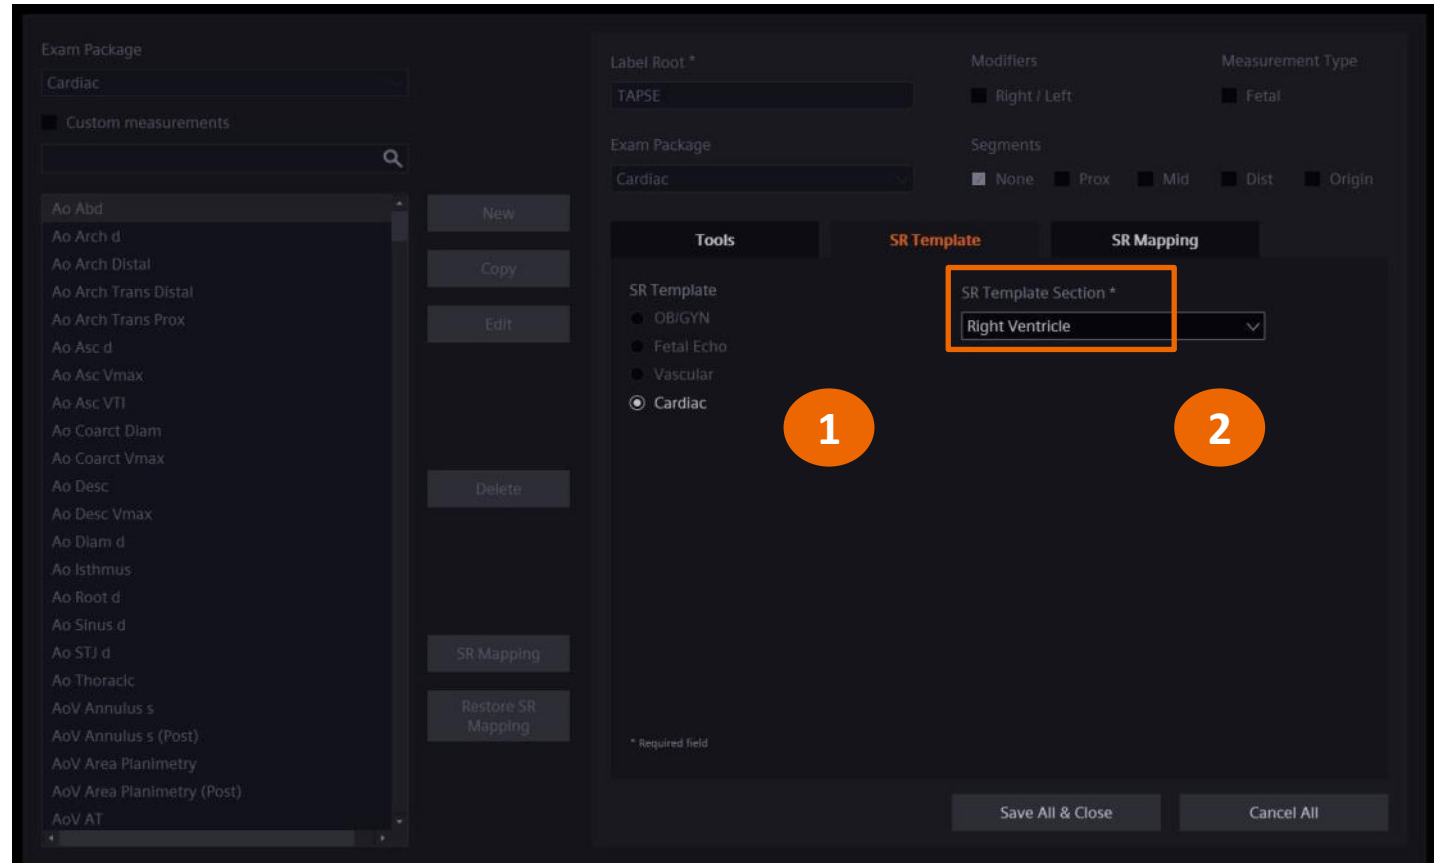 Exam Package
Cardiac
Custom measurements
Ao Abd
Ao Arch d
Ao Arch Distal
Ao Arch Trans Distal
Ao Arch Trans Prox
Ao Asc d
Ao Asc Vmax
Ao Asc VTI
Ao Coarct Diam
Ao Coarct Vmax
Ao Desc
Ao Desc Vmax
Ao Diam d
Ao Isthmus
Ao Root d
Ao Sinus d
Ao STJ d
Ao Thoracic
AoV Annulus s
AoV Annulus s (Post)
AoV Area Planimetry
AoV Area Planimetry (Post)
AoV AT
New
Copy
Edit
Delete
SR Mapping
Restore SR
Mapping
Label Root *
TAPSE
Modifiers
Right / Left
Measurement Type
Fetal
Exam Package
Cardiac
Segments
None Prox Mid Dist Origin
Tools SR Template SR Mapping
SR Template
OB/GYN
Fetal Echo
Vascular
Cardiac
1
SR Template Section *
Right Ventricle
2
* Required field
Save All & Close Cancel All